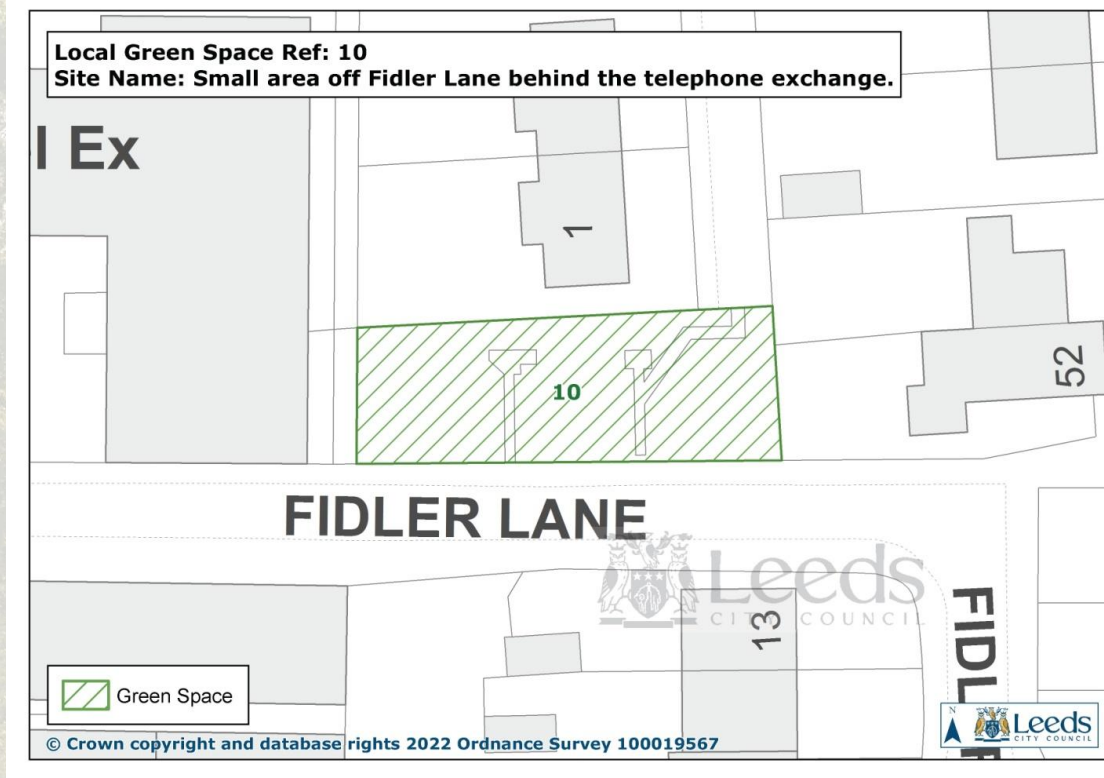 Local Green Space Ref: 10
Site Name: Small area off Fidler Lane behind the telephone exchange.
l Ex
1
10
52
FIDLER LANE
Leeds
CITY COUNCIL
13
FIDL
Green Space
N
Leeds
CITY COUNCIL
© Crown copyright and database rights 2022 Ordnance Survey 100019567